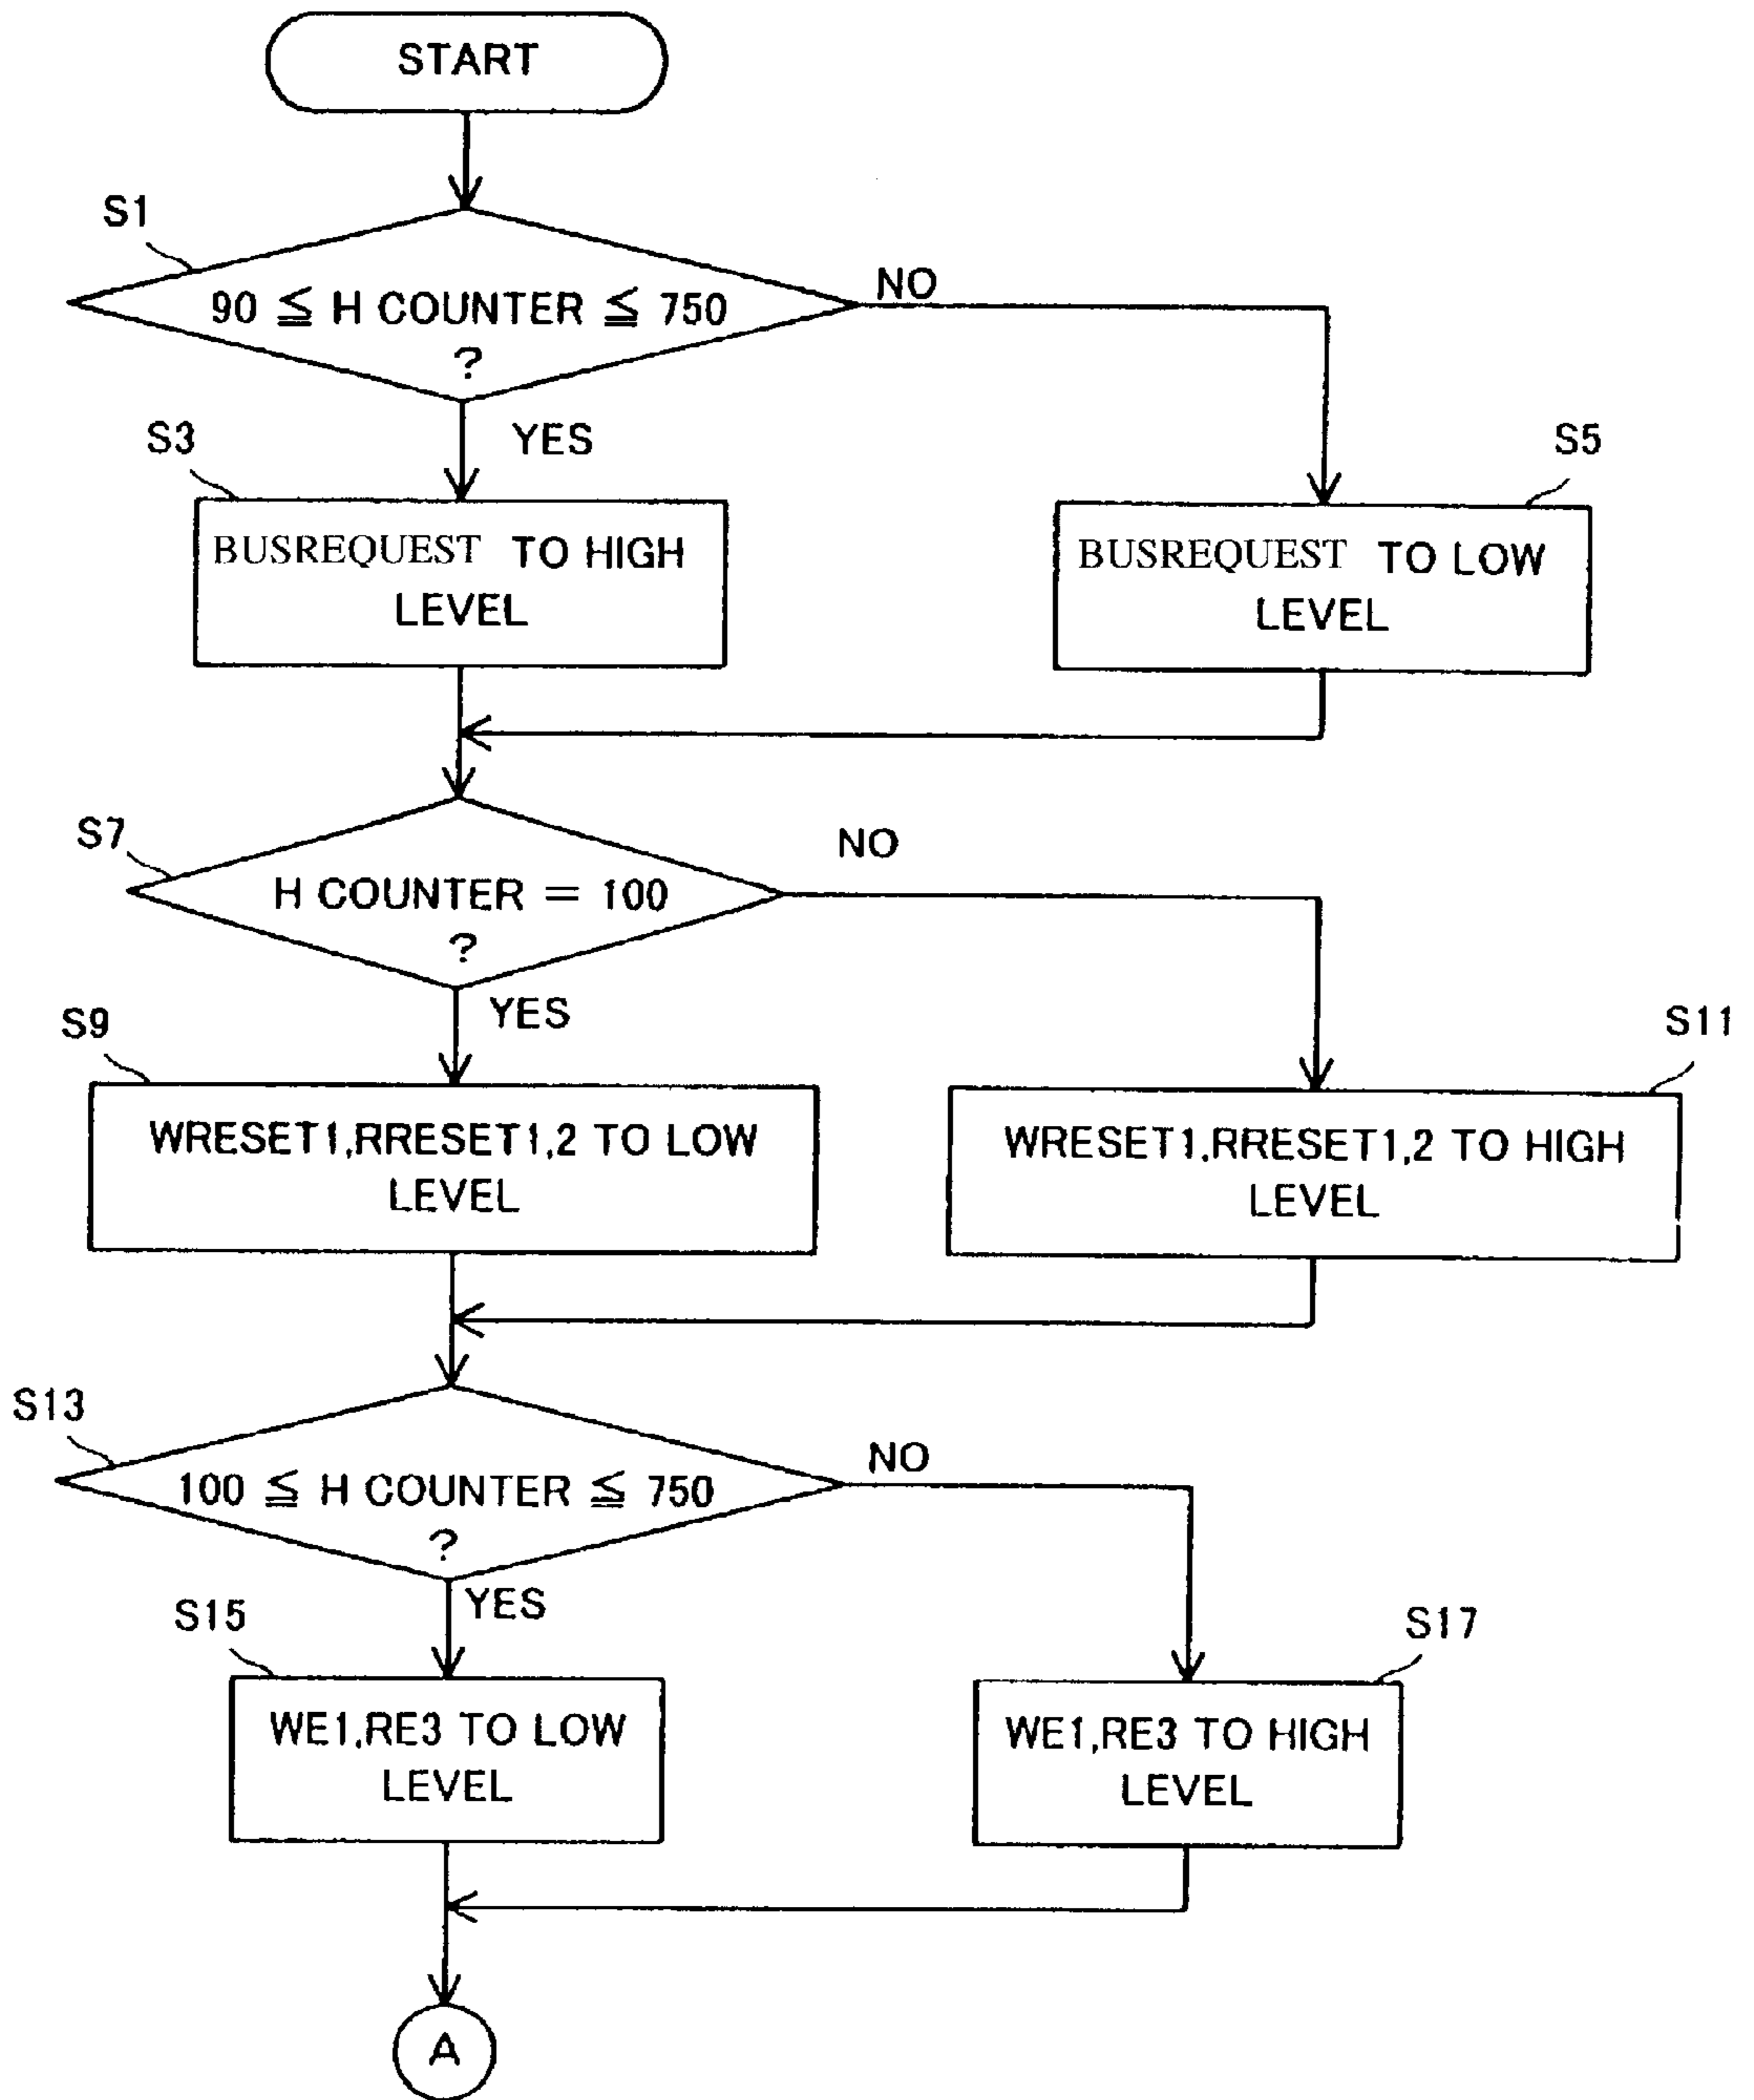 START
S1
90 ≦ H COUNTER ≦ 750
?
NO
YES
S3
BUSREQUEST TO HIGH
LEVEL
S5
BUSREQUEST TO LOW
LEVEL
S7
H COUNTER = 100
?
NO
YES
S9
WRESET1,RRESET1,2 TO LOW
LEVEL
S11
WRESET1,RRESET1,2 TO HIGH
LEVEL
S13
100 ≦ H COUNTER ≦ 750
?
NO
YES
S15
WE1,RE3 TO LOW
LEVEL
S17
WE1,RE3 TO HIGH
LEVEL
A